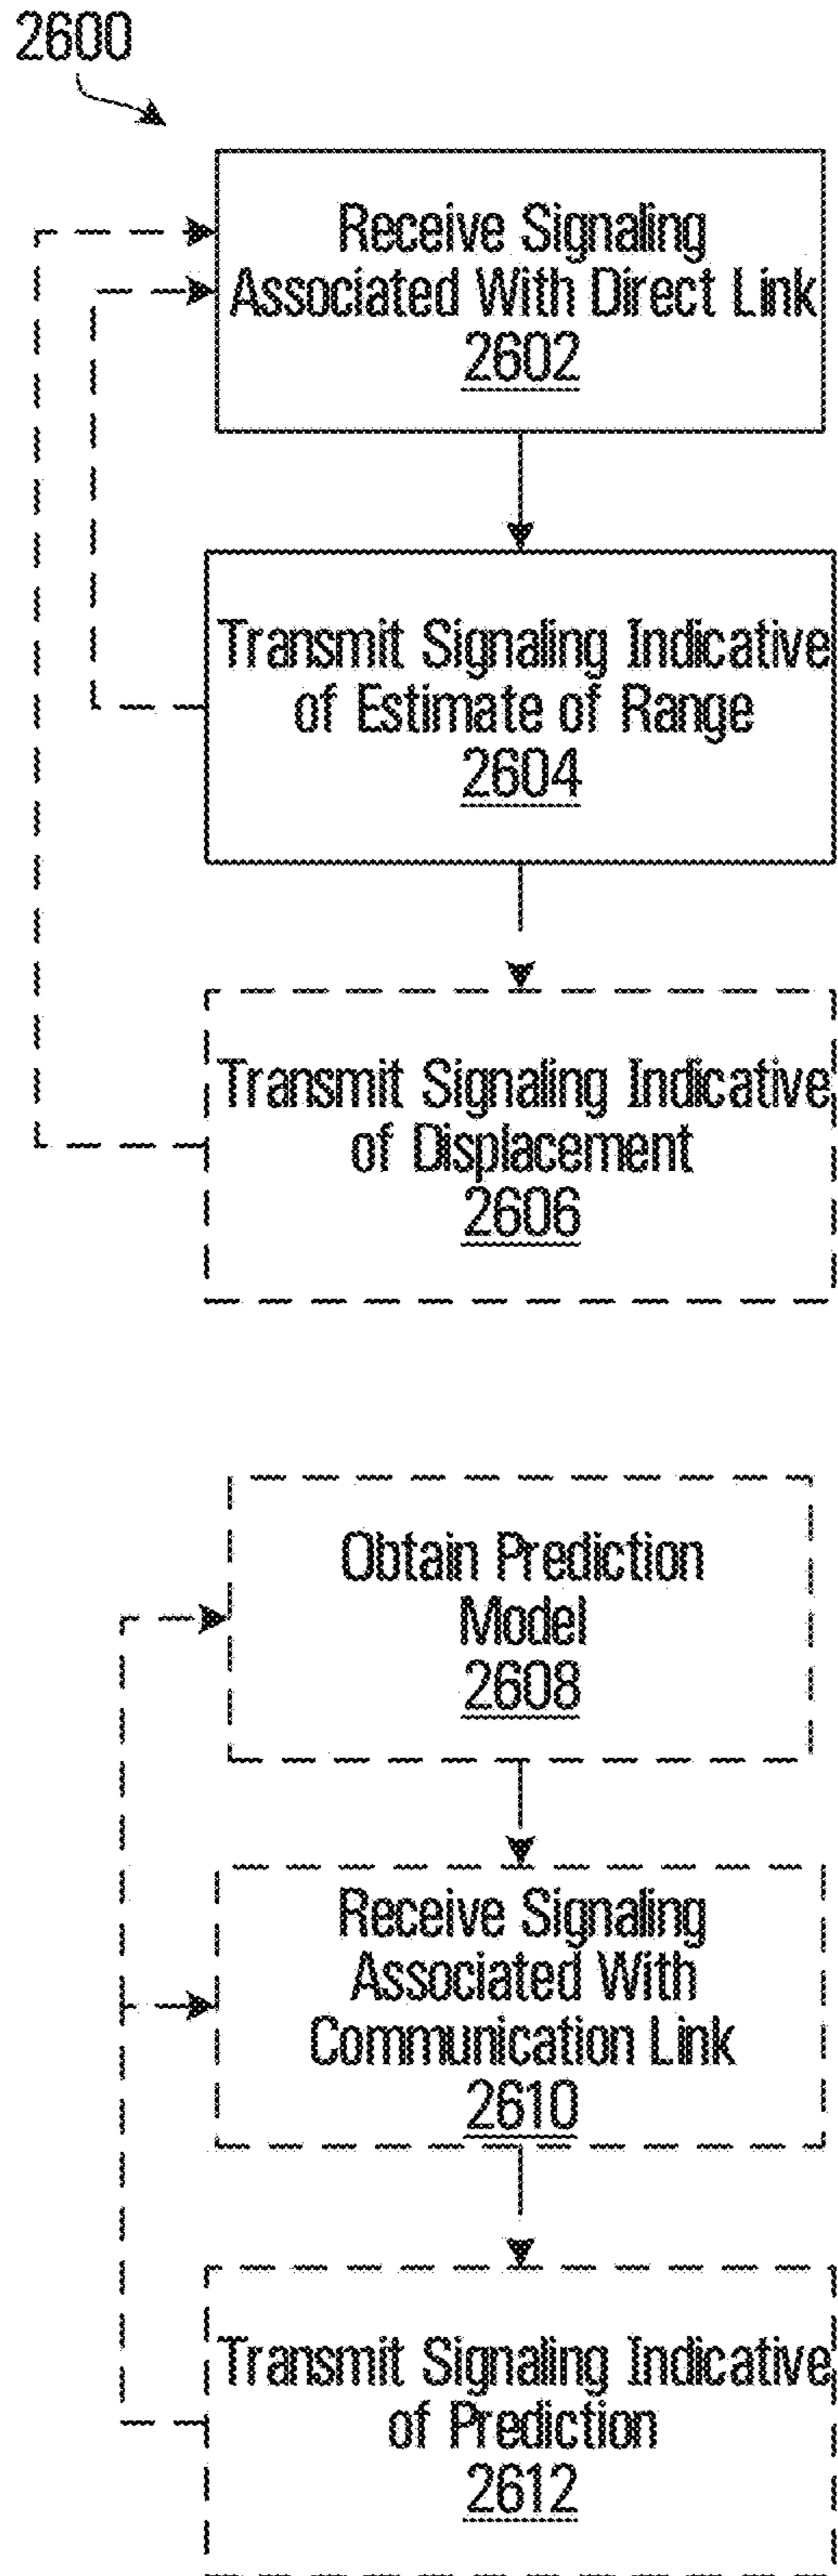 2600
Receive Signaling
Associated With Direct Link
2602
Transmit Signaling Indicative
of Estimate of Range
2604
Transmit Signaling Indicative
of Displacement
2606
Obtain Prediction
Model
2608
Receive Signaling
Associated With
Communication Link
2610
Transmit Signaling Indicative
of Prediction
2612